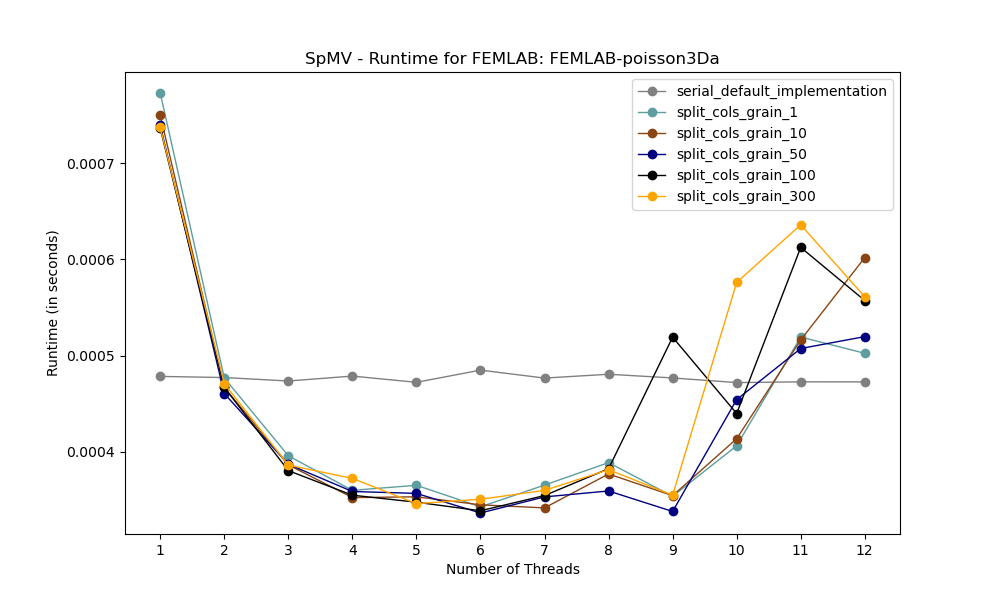 SpMV - Runtime for FEMLAB: FEMLAB-poisson3Da
serial_default_implementation
split_cols_grain_1
split_cols_grain_10
split_cols_grain_50
split_cols_grain_100
split_cols_grain_300
Runtime (in seconds)
0.0007
0.0006
0.0005
0.0004
1 2 3 4 5 6 7 8 9 10 11 12
Number of Threads